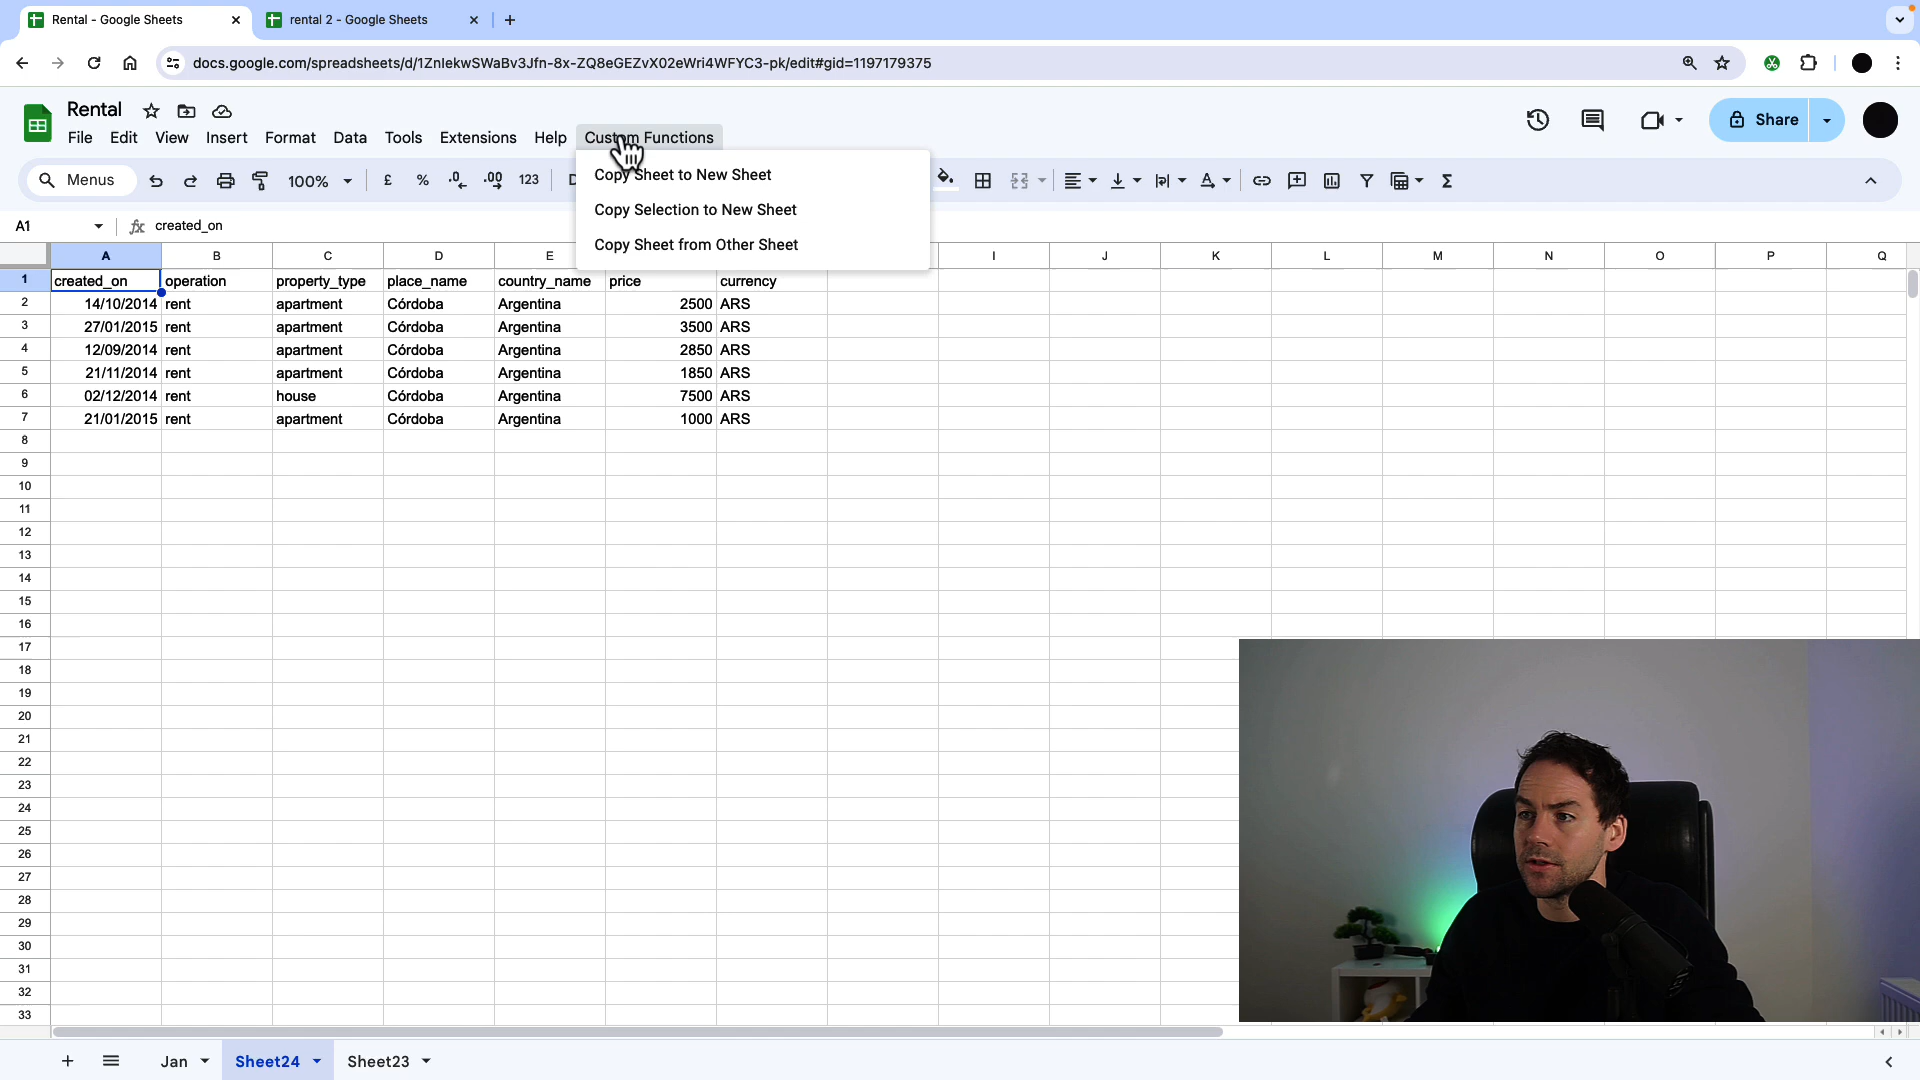 Rental - Google Sheets
rental 2 - Google Sheets
docs.google.com/spreadsheets/d/1ZnlekwSWaBv3Jfn-8x-ZQ8eGEZvX02eWri4WFYC3-pk/edit#gid=1197179375
Rental
File Edit View Insert Format Data Tools Extensions Help Custom Functions
Share
Menus 100% £ % .0 .00 123
Copy Sheet to New Sheet
Copy Selection to New Sheet
Copy Sheet from Other Sheet
A1 fx created_on
A B C D E I J K L M N O P Q
1 created_on operation property_type place_name country_name price currency
2 14/10/2014 rent apartment Córdoba Argentina 2500 ARS
3 27/01/2015 rent apartment Córdoba Argentina 3500 ARS
4 12/09/2014 rent apartment Córdoba Argentina 2850 ARS
5 21/11/2014 rent apartment Córdoba Argentina 1850 ARS
6 02/12/2014 rent house Córdoba Argentina 7500 ARS
7 21/01/2015 rent apartment Córdoba Argentina 1000 ARS
8
9
10
11
12
13
14
15
16
17
18
19
20
21
22
23
24
25
26
27
28
29
30
31
32
33
Jan Sheet24 Sheet23